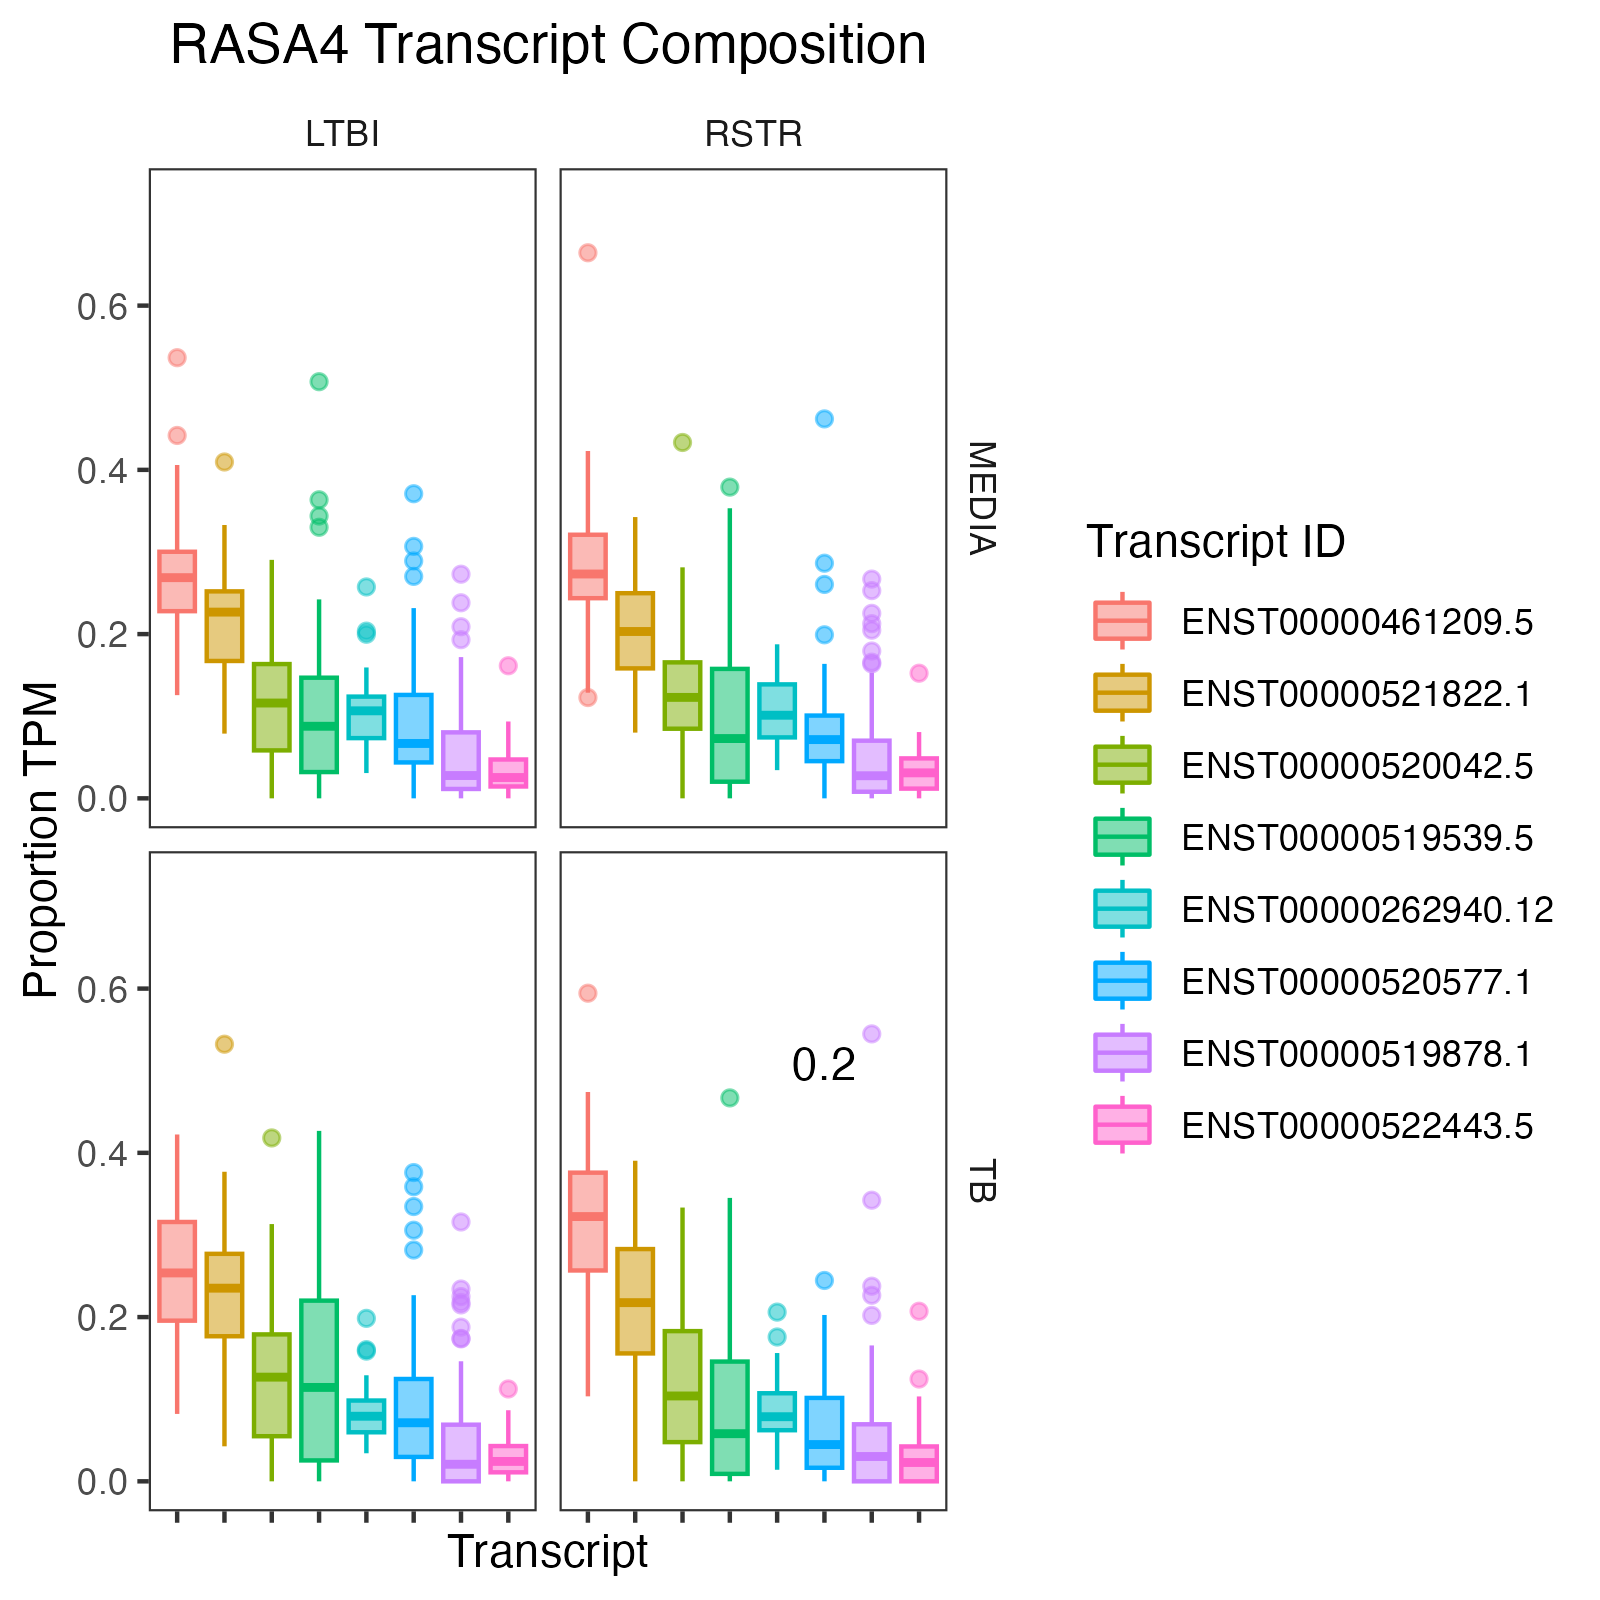 RASA4 Transcript Composition
LTBI
RSTR
0.6
0.4
0.2
0.0
MEDIA
0.6
0.4
0.2
0.0
0.2
TB
Proportion TPM
Transcript
Transcript ID
ENST00000461209.5
ENST00000521822.1
ENST00000520042.5
ENST00000519539.5
ENST00000262940.12
ENST00000520577.1
ENST00000519878.1
ENST00000522443.5